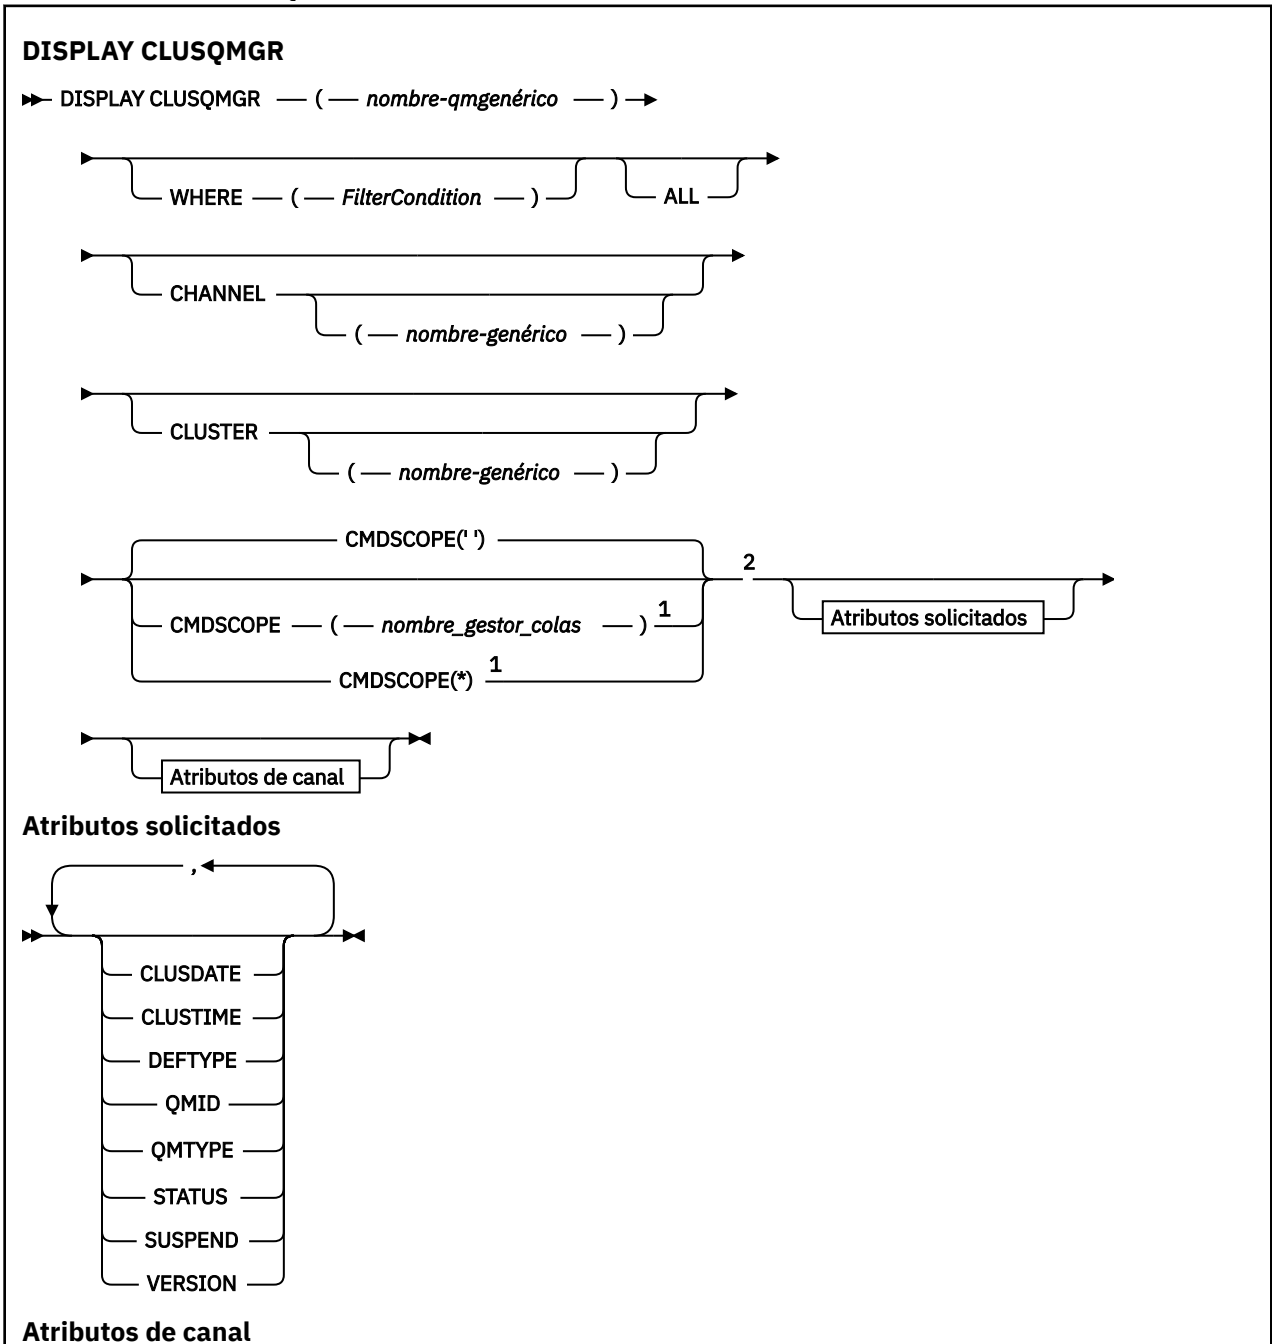 DISPLAY CLUSQMGR
DISPLAY CLUSQMGR ( nombre-qmgenérico )
WHERE ( FilterCondition ) ALL
CHANNEL
( nombre-genérico )
CLUSTER
( nombre-genérico )
CMDSCOPE(' ')
2
CMDSCOPE ( nombre_gestor_colas ) 1
Atributos solicitados
CMDSCOPE(*) 1
Atributos de canal
Atributos solicitados
,
CLUSDATE
CLUSTIME
DEFTYPE
QMID
QMTYPE
STATUS
SUSPEND
VERSION
Atributos de canal